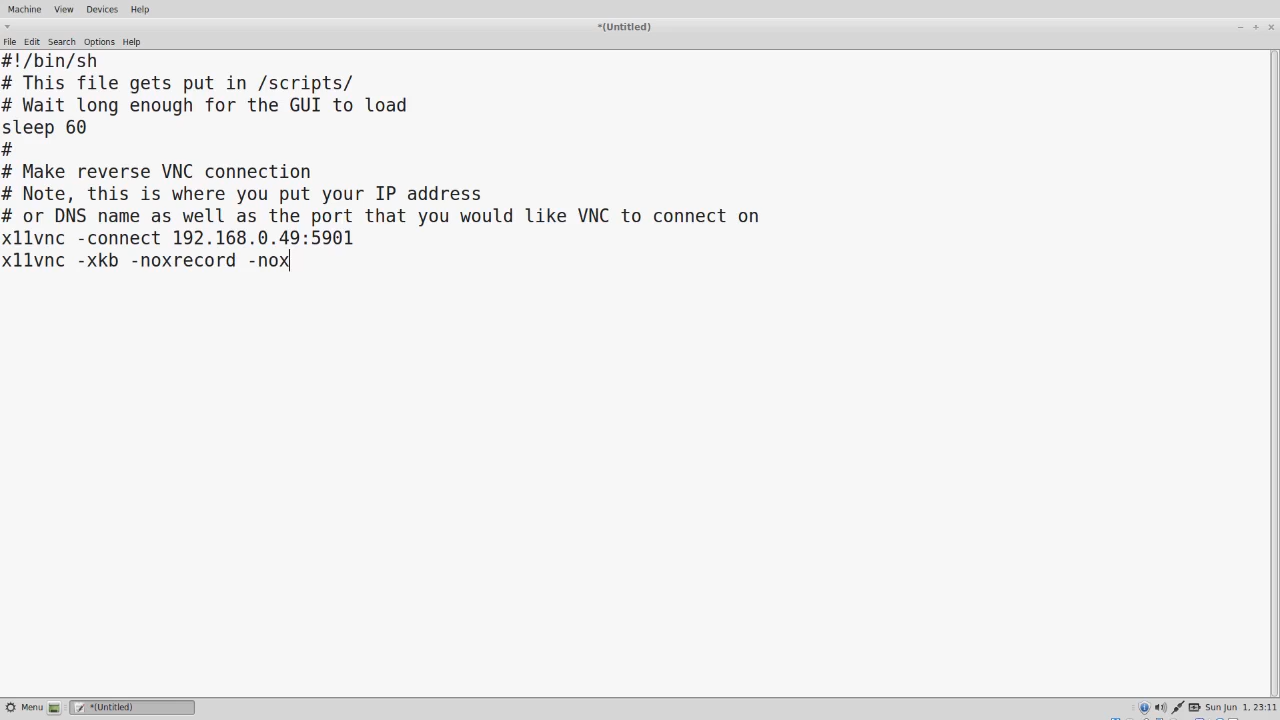 Machine View Devices Help
*(Untitled)
File Edit Search Options Help
#!/bin/sh
# This file gets put in /scripts/
# Wait long enough for the GUI to load
sleep 60
#
# Make reverse VNC connection
# Note, this is where you put your IP address
# or DNS name as well as the port that you would like VNC to connect on
x11vnc -connect 192.168.0.49:5901
x11vnc -xkb -noxrecord -nox
Menu *(Untitled) Sun Jun 1, 23:11